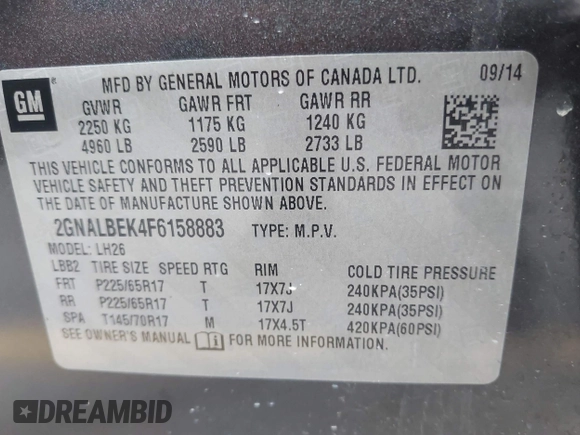 GM
MFD BY GENERAL MOTORS OF CANADA LTD. 09/14
GVWR GAWR FRT GAWR RR
2250 KG 1175 KG 1240 KG
4960 LB 2590 LB 2733 LB
THIS VEHICLE CONFORMS TO ALL APPLICABLE U.S. FEDERAL MOTOR
VEHICLE SAFETY AND THEFT PREVENTION STANDARDS IN EFFECT ON
THE DATE OF MANUFACTURE SHOWN ABOVE.
2GNALBEK4F6158883 TYPE: M.P.V.
MODEL: LH26
LBB2 TIRE SIZE SPEED RTG RIM COLD TIRE PRESSURE
FRT P225/65R17 T 17X7J 240KPA(35PSI)
RR P225/65R17 T 17X7J 240KPA(35PSI)
SPA T145/70R17 M 17X4.5T 420KPA(60PSI)
SEE OWNER'S MANUAL i FOR MORE INFORMATION.
DREAMBID